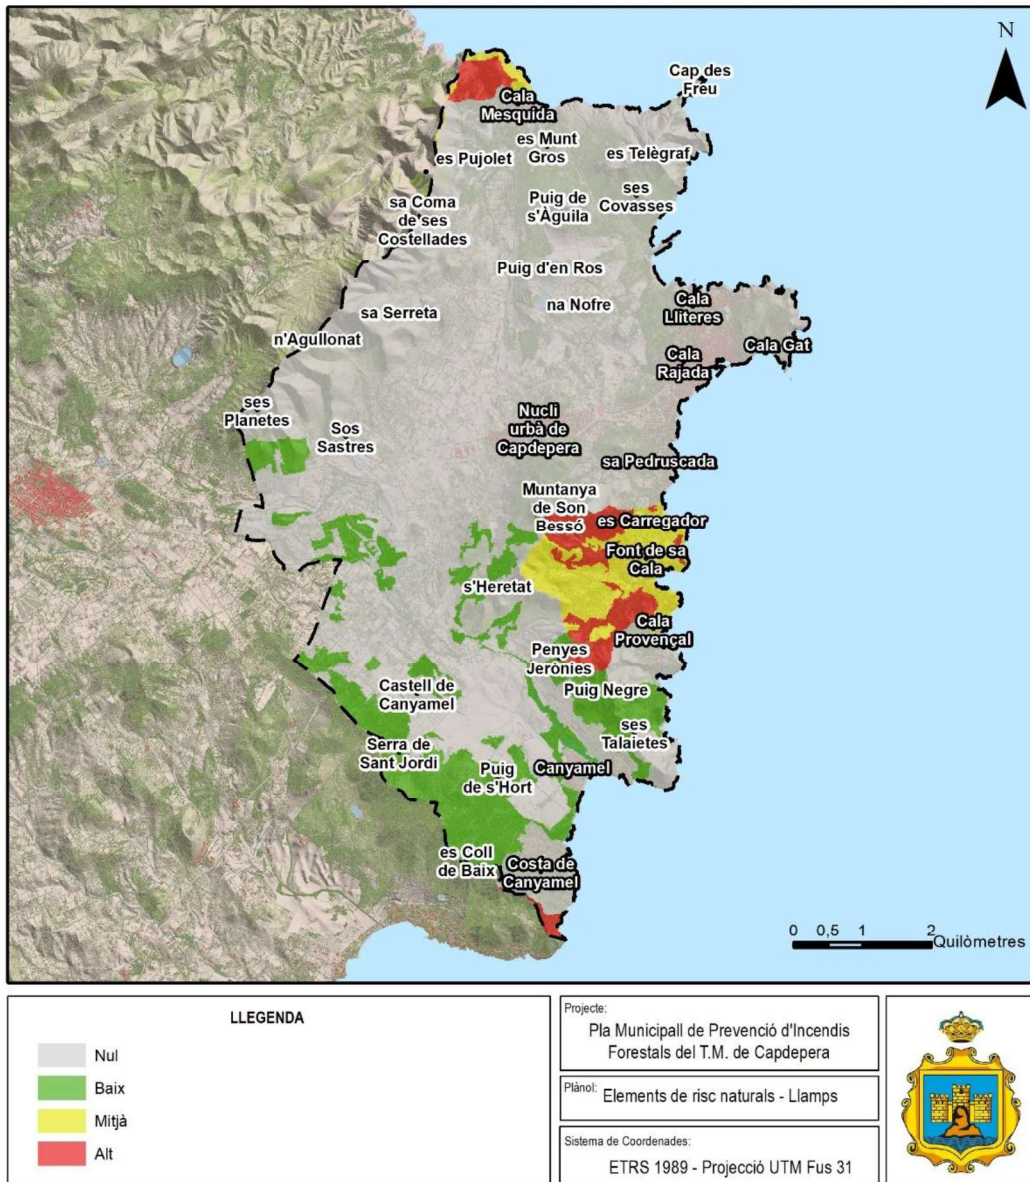 N
Cap des
Freu
Cala
Mesquida
es Munt
Gros
es Pujolet
es Telègraf
ses
Covasses
sa Coma
de ses
Costellades
Puig de
s'Àguila
Puig d'en Ros
na Nofre
sa Serreta
n'Agullonat
Cala
Lliteres
Cala Gat
Cala
Rajada
ses
Planetes
Sos
Sastres
Nucli
urbà de
Capdepera
sa Pedruscada
Muntanya
de Son
Bessó
es Carregador
Font de sa
Cala
s'Heretat
Cala
Provençal
Penyes
Jerònies
Puig Negre
Castell de
Canyamel
ses
Talaietes
Serra de
Sant Jordi
Puig
de s'Hort
Canyamel
es Coll
de Baix
Costa de
Canyamel
0 0,5 1 2
Quilòmetres
LLEGENDA
Nul
Baix
Mitjà
Alt
Projecte:
Pla Municipall de Prevenció d'Incendis
Forestals del T.M. de Capdepera
Plànol: Elements de risc naturals - Llamps
Sistema de Coordenades:
ETRS 1989 - Projecció UTM Fus 31